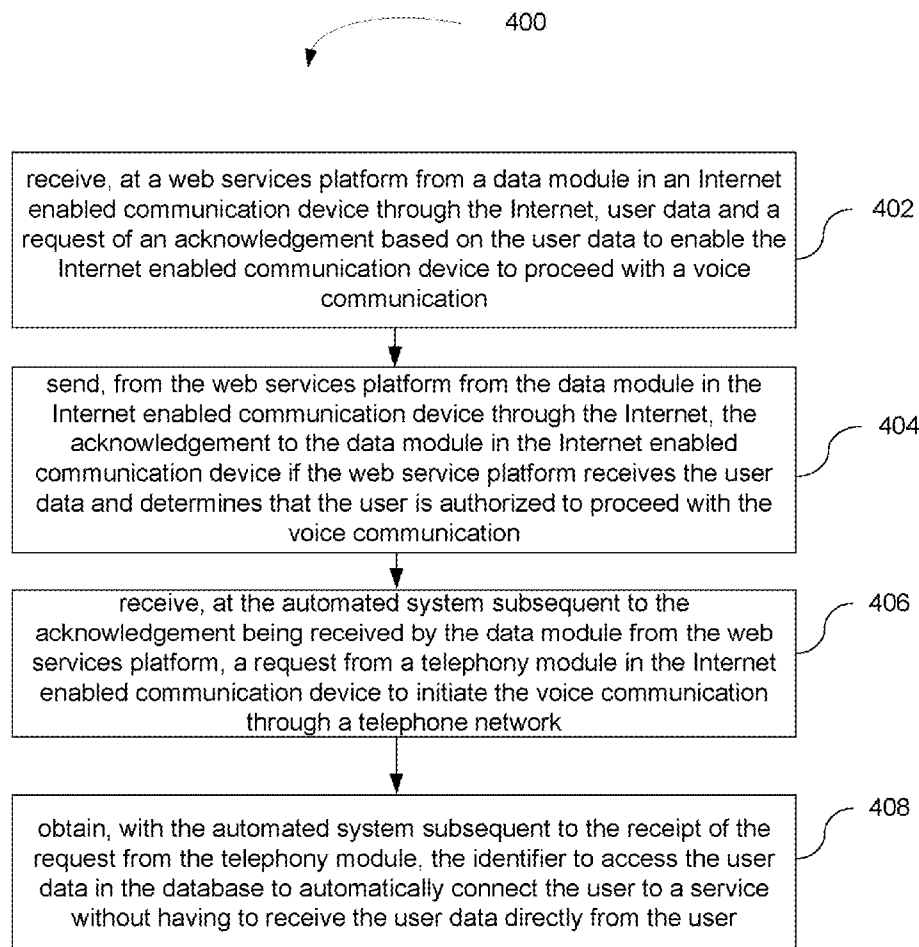 400
receive, at a web services platform from a data module in an Internet
enabled communication device through the Internet, user data and a
request of an acknowledgement based on the user data to enable the
Internet enabled communication device to proceed with a voice
communication
402
send, from the web services platform from the data module in the
Internet enabled communication device through the Internet, the
acknowledgement to the data module in the Internet enabled
communication device if the web service platform receives the user
data and determines that the user is authorized to proceed with the
voice communication
404
receive, at the automated system subsequent to the
acknowledgement being received by the data module from the web
services platform, a request from a telephony module in the Internet
enabled communication device to initiate the voice communication
through a telephone network
406
obtain, with the automated system subsequent to the receipt of the
request from the telephony module, the identifier to access the user
data in the database to automatically connect the user to a service
without having to receive the user data directly from the user
408